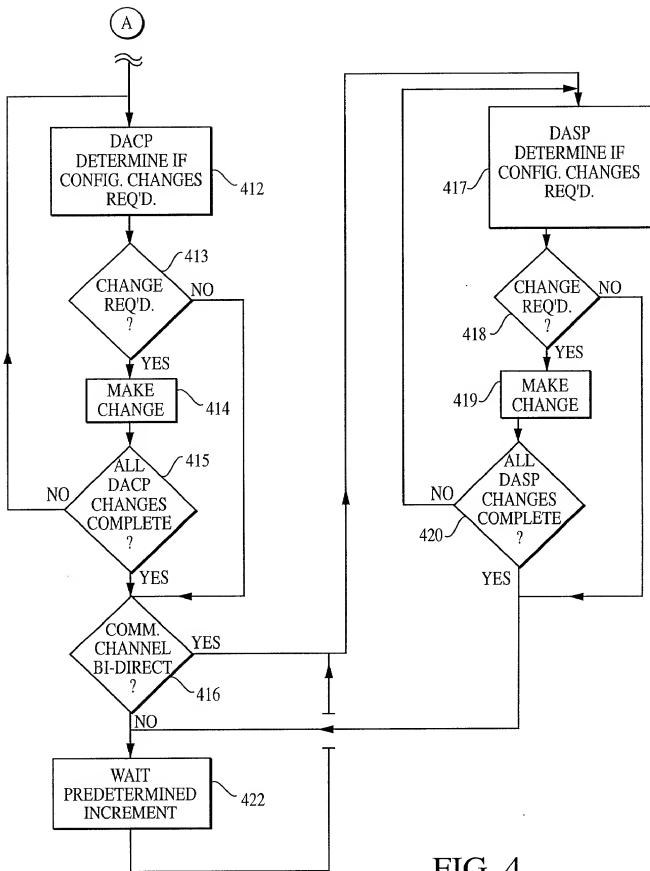 A
DACP
DETERMINE IF
CONFIG. CHANGES
REQ'D.
412
413
CHANGE
REQ'D.
?
NO
YES
MAKE
CHANGE
414
415
ALL
DACP
CHANGES
COMPLETE
?
NO
YES
COMM.
CHANNEL
BI-DIRECT
?
YES
416
NO
WAIT
PREDETERMINED
INCREMENT
422
DASP
DETERMINE IF
CONFIG. CHANGES
REQ'D.
417
CHANGE
REQ'D.
?
NO
418
YES
MAKE
CHANGE
419
ALL
DASP
CHANGES
COMPLETE
?
NO
420
YES
FIG. 4